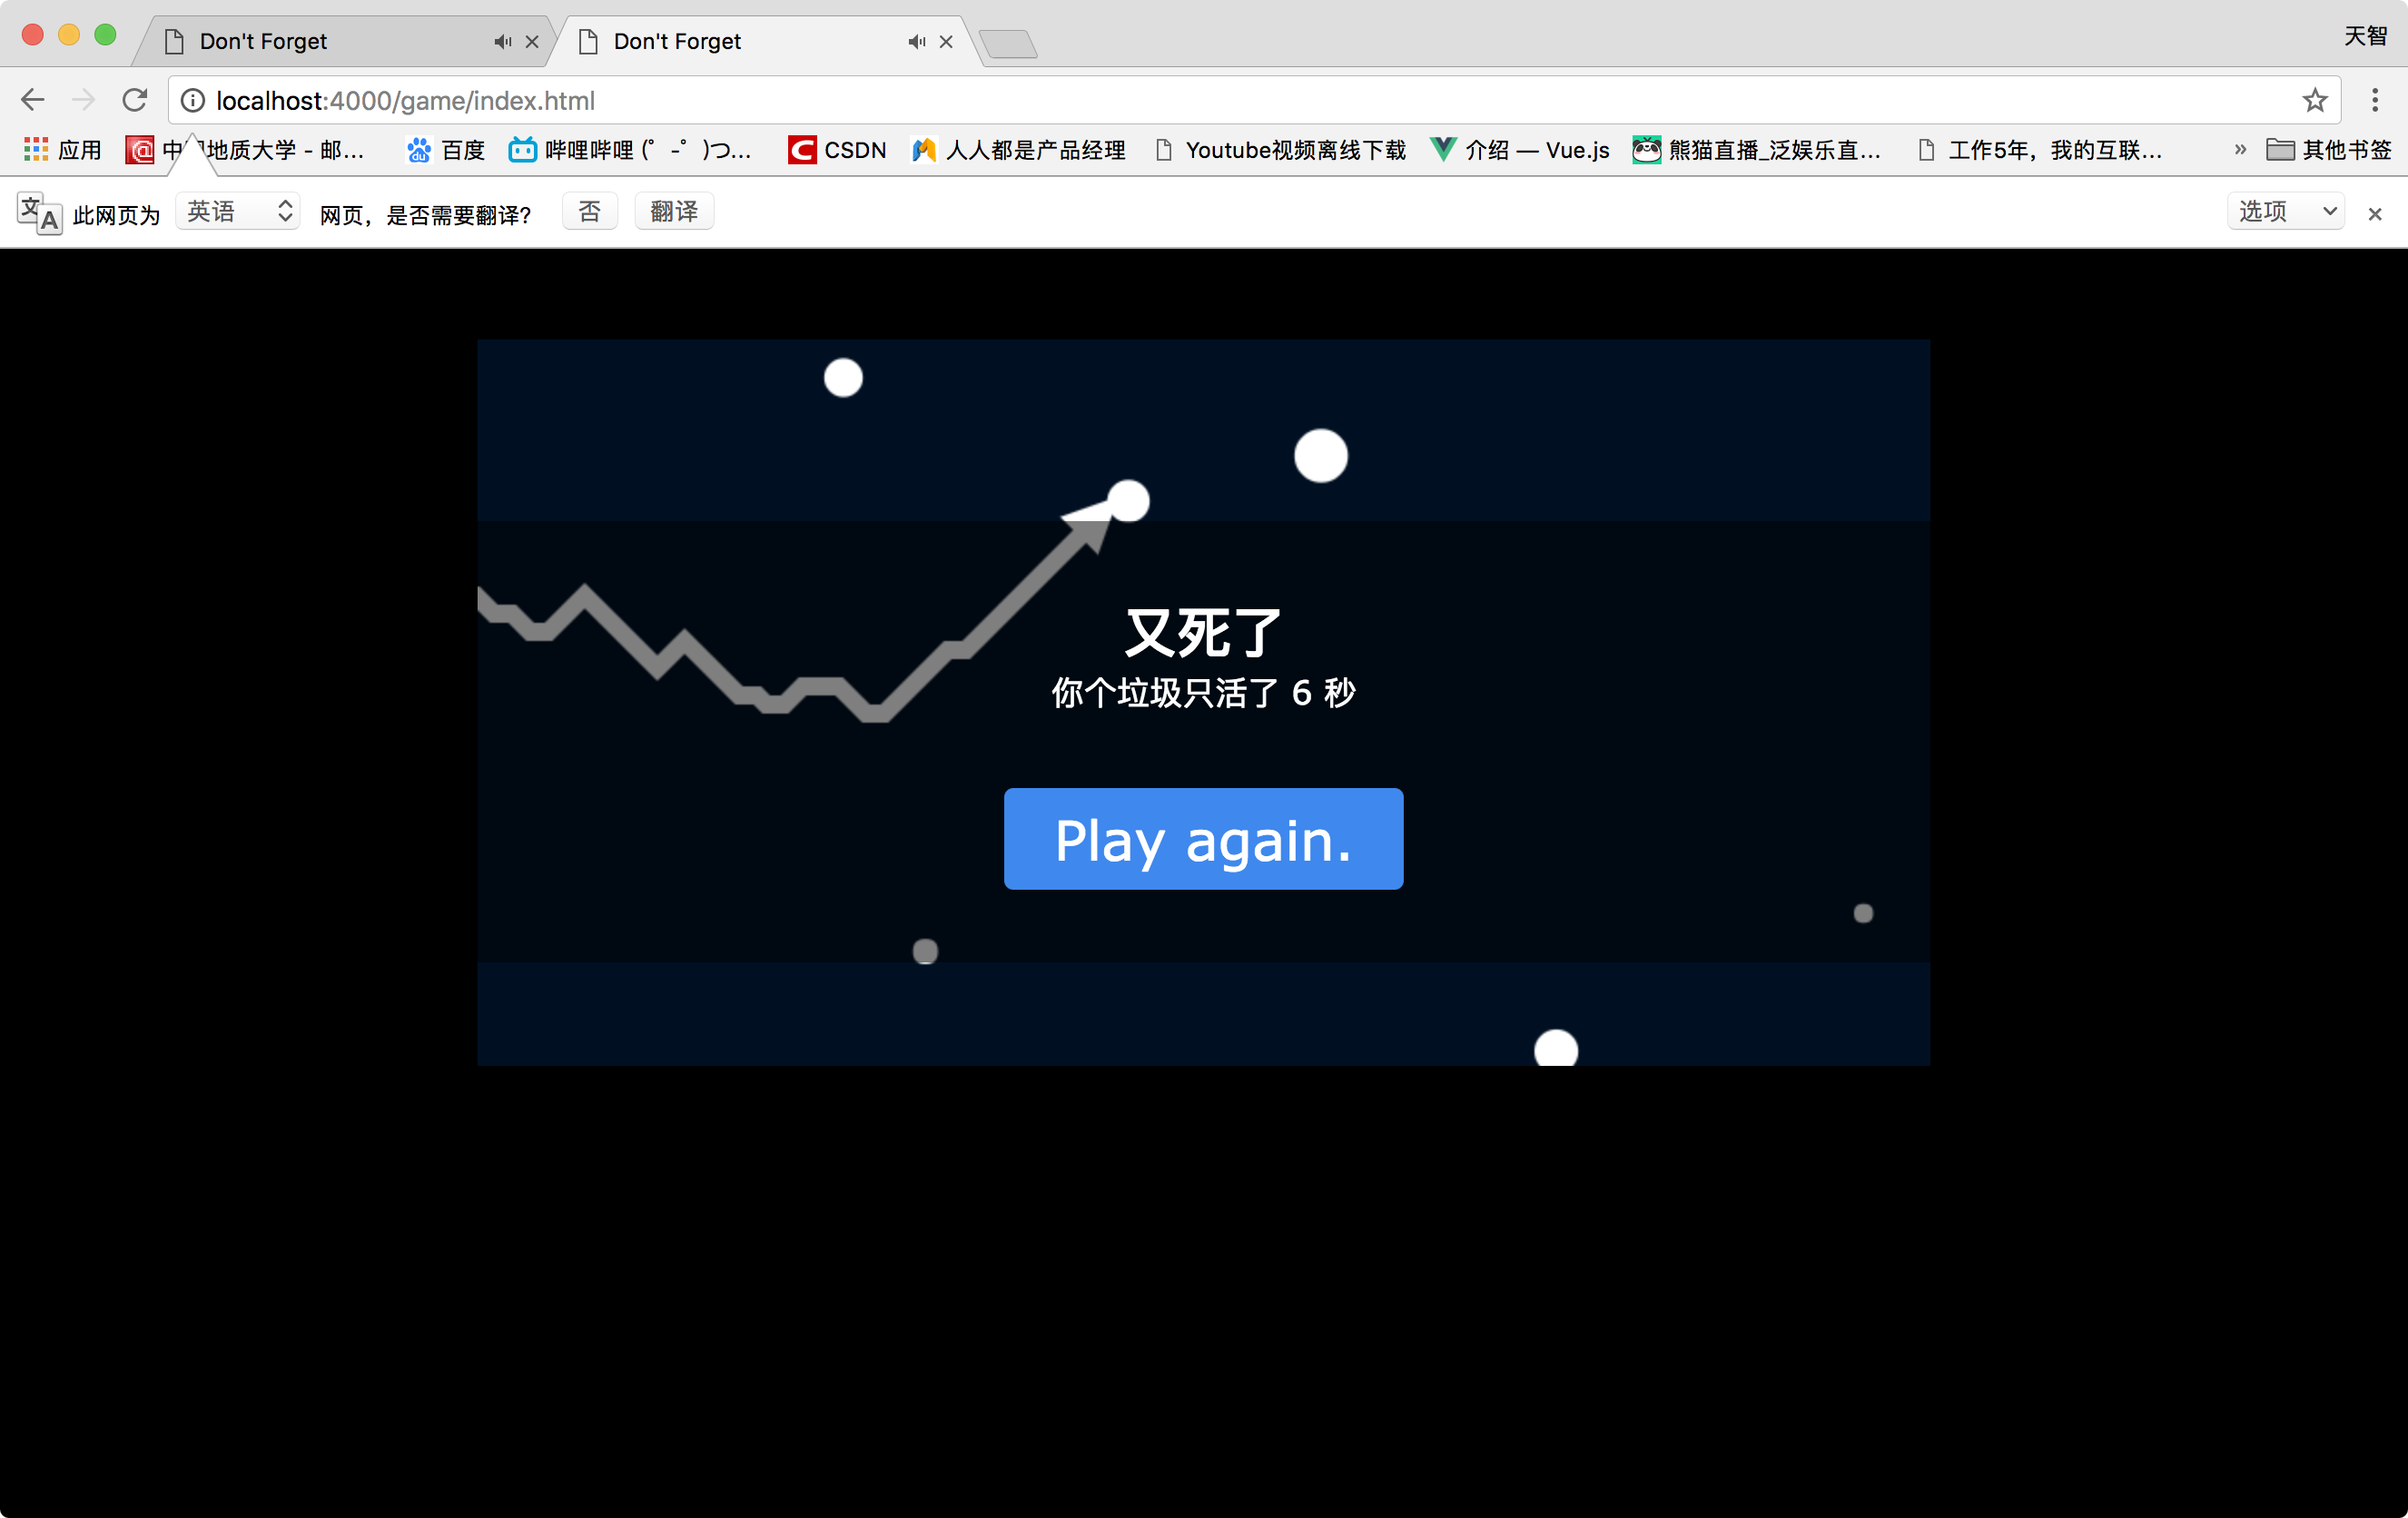 Don't Forget
Don't Forget
天智
localhost:4000/game/index.html
应用
地质大学 - 邮...
百度
哔哩哔哩 (゜-゜)つ...
CSDN
人人都是产品经理
Youtube视频离线下载
介绍 — Vue.js
熊猫直播_泛娱乐直...
工作5年，我的互联...
»
其他书签
此网页为
英语
网页，是否需要翻译?
否
翻译
选项
又死了
你个垃圾只活了 6 秒
Play again.